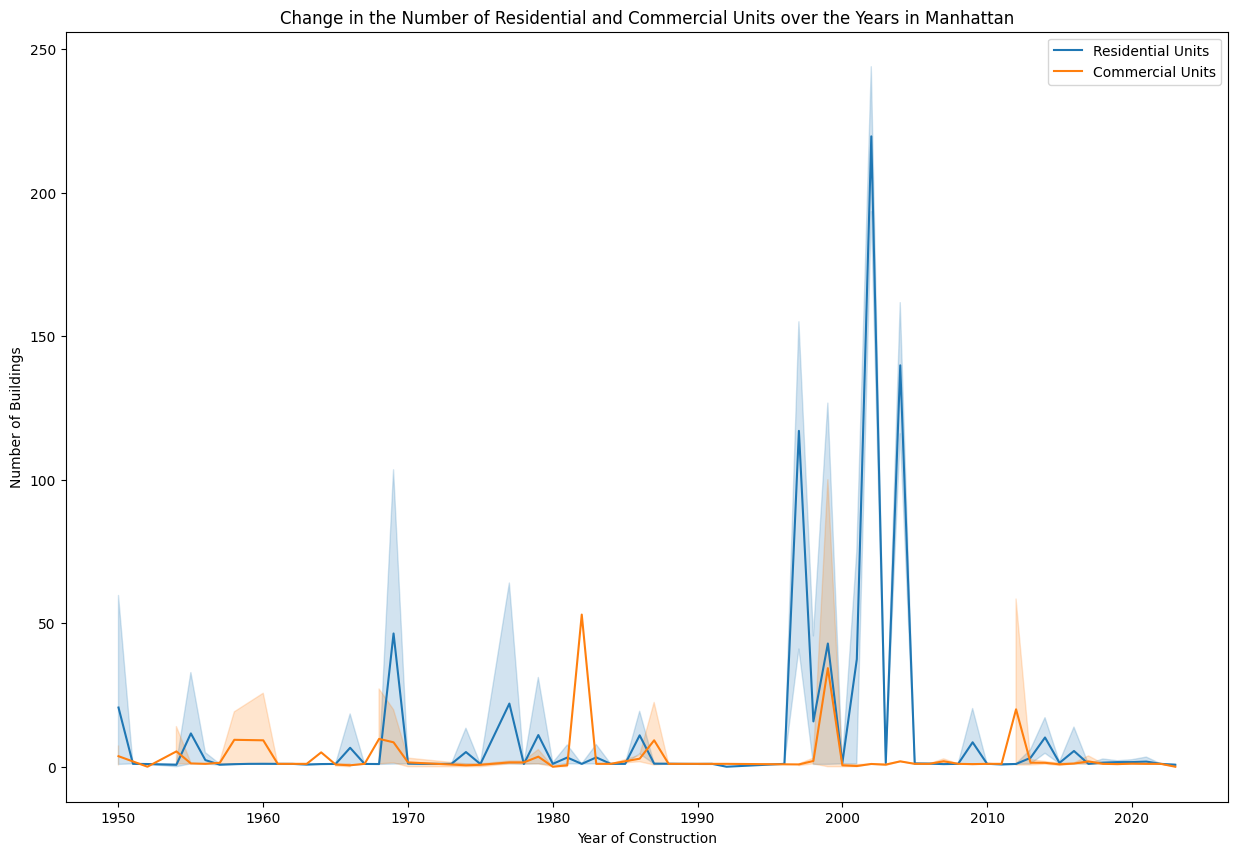 Change in the Number of Residential and Commercial Units over the Years in Manhattan
Residential Units
Commercial Units
Number of Buildings
250
200
150
100
50
0
1950 1960 1970 1980 1990 2000 2010 2020
Year of Construction